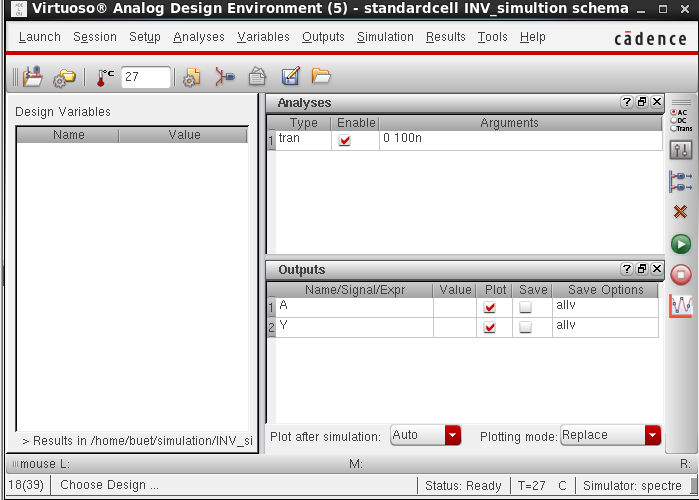 Virtuoso® Analog Design Environment (5) - standardcell INV_simultion schema
Launch Session Setup Analyses Variables Outputs Simulation Results Tools Help
cādence
°C 27
Design Variables
Name Value
Analyses
Type Enable Arguments
1 tran 0 100n
AC
DC
Trans
Outputs
Name/Signal/Expr Value Plot Save Save Options
1 A allv
2 Y allv
> Results in /home/buet/simulation/INV_si
Plot after simulation: Auto Plotting mode: Replace
mouse L: M: R:
18(39) Choose Design ... Status: Ready T=27 C Simulator: spectre